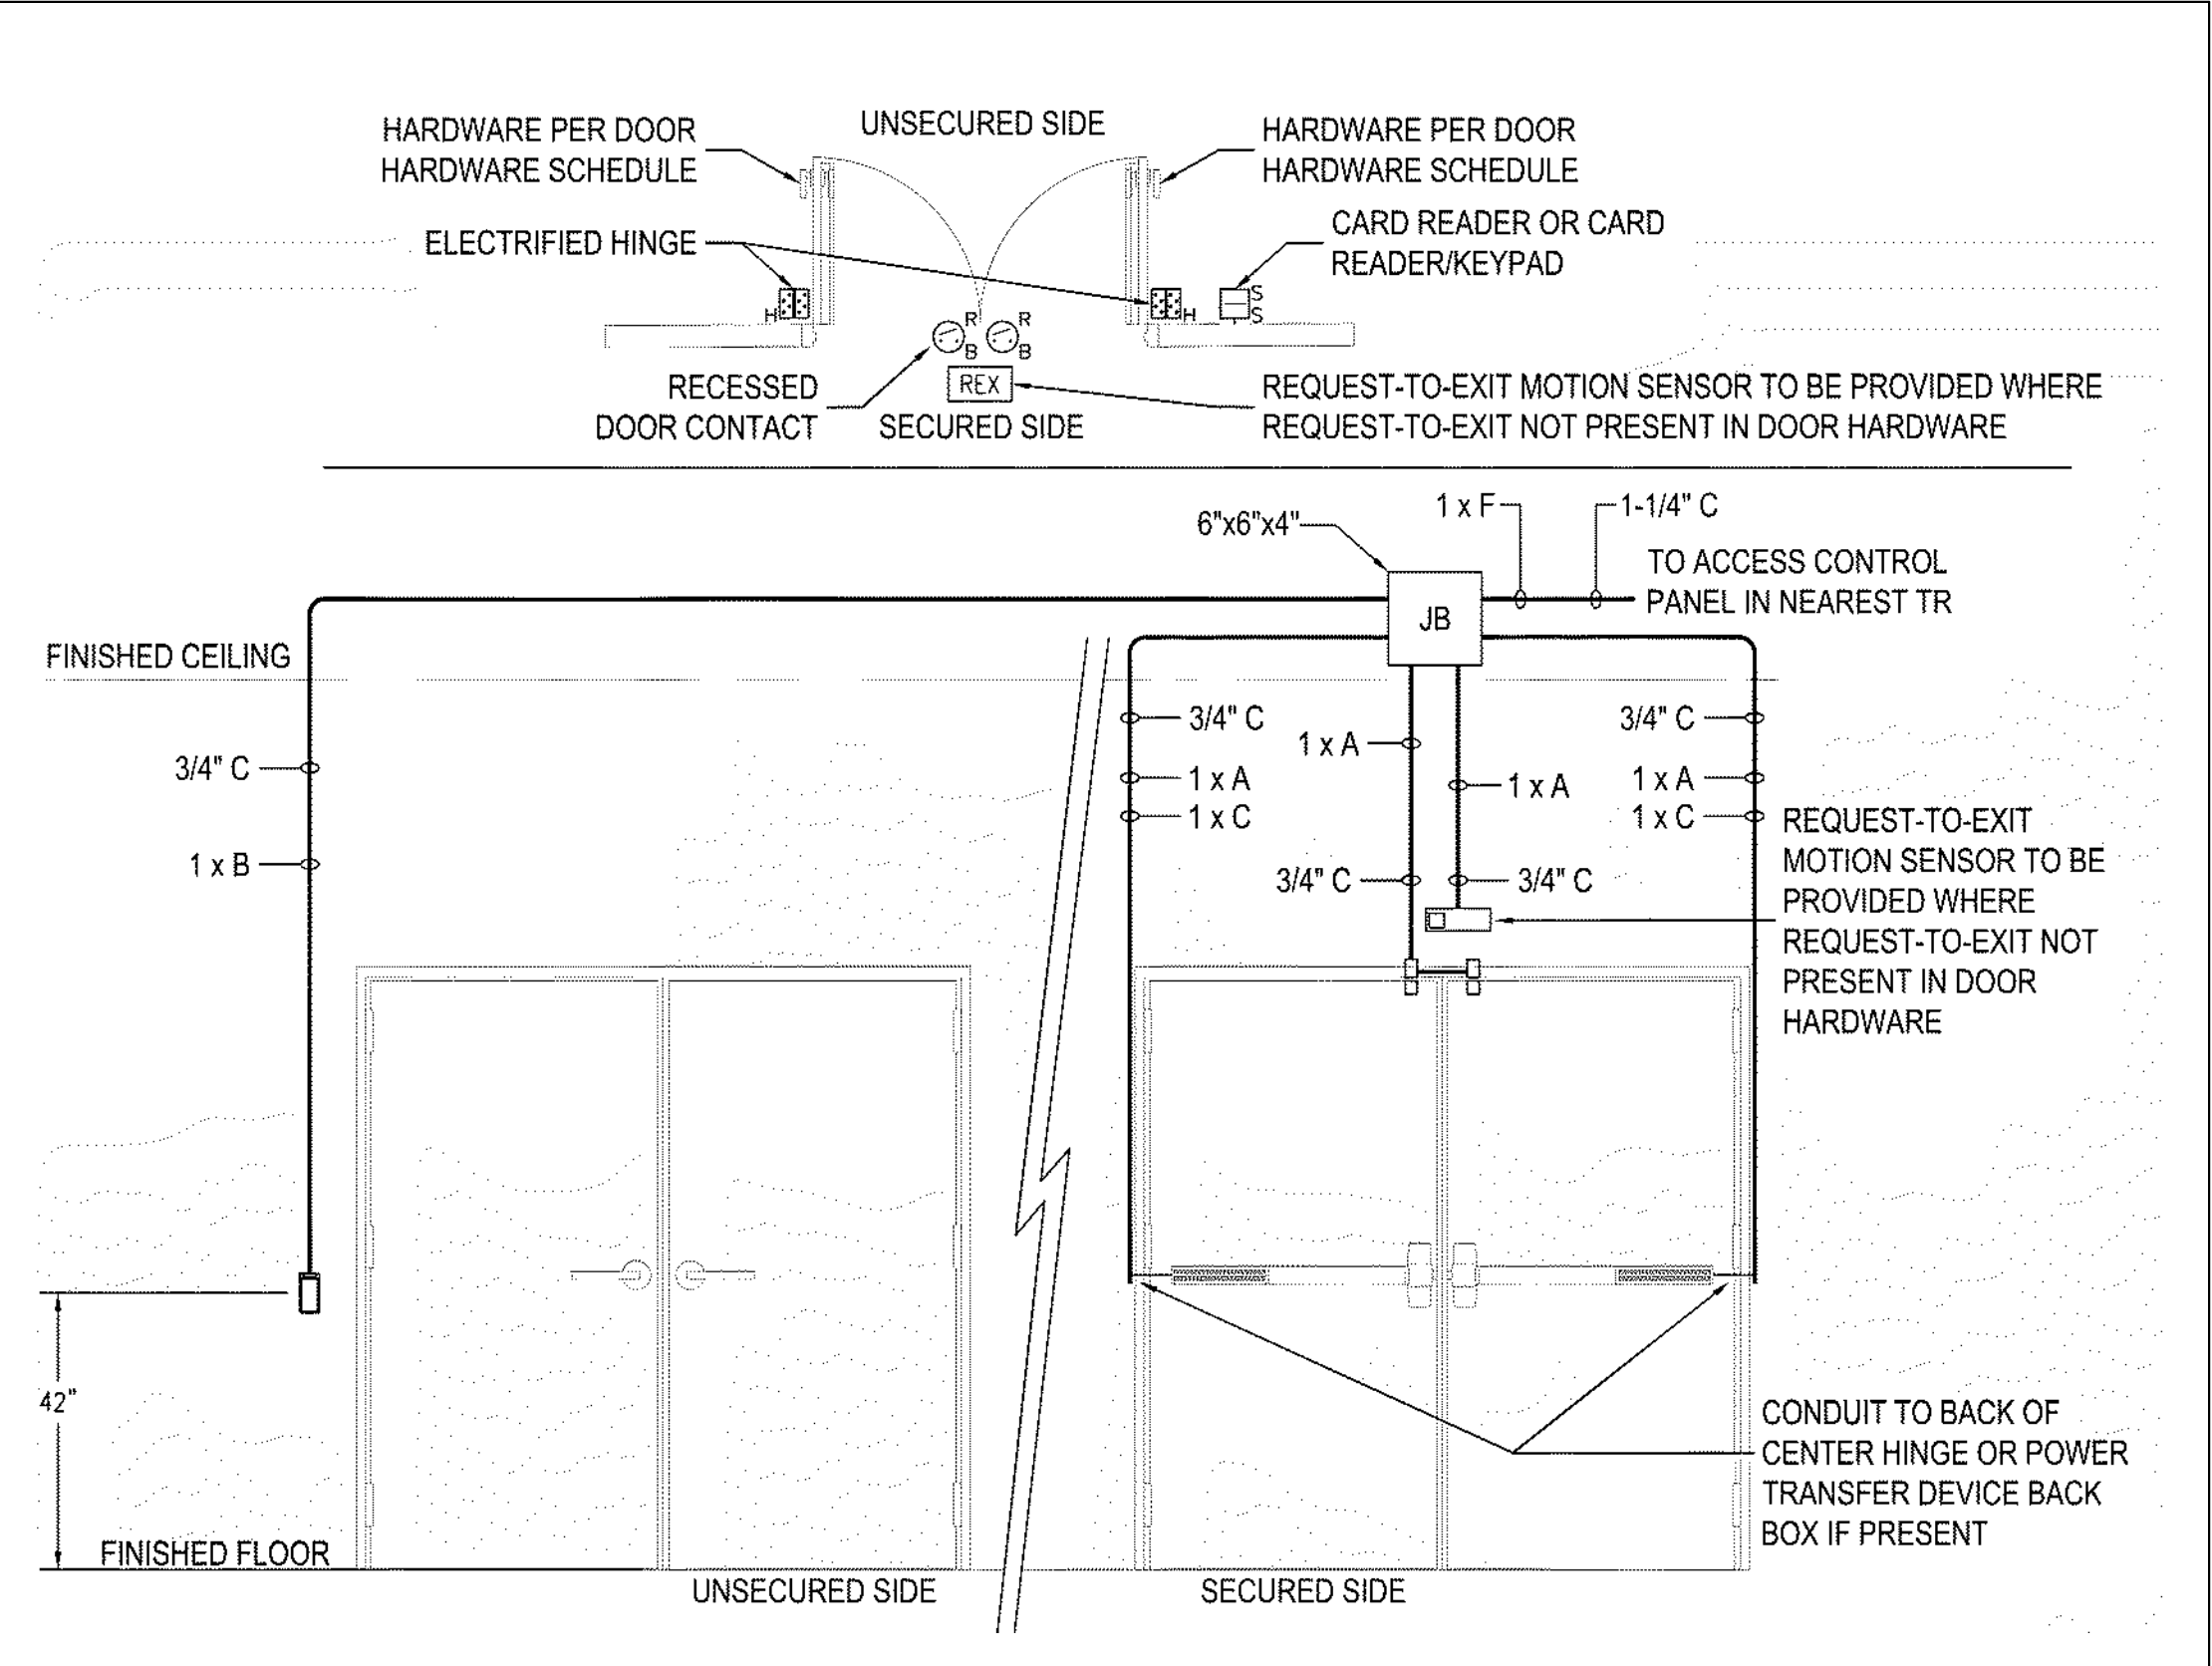 UNSECURED SIDE
HARDWARE PER DOOR
HARDWARE SCHEDULE
HARDWARE PER DOOR
HARDWARE SCHEDULE
ELECTRIFIED HINGE
CARD READER OR CARD
READER/KEYPAD
H
H
S
S
R
B
R
B
REX
RECESSED
DOOR CONTACT
SECURED SIDE
REQUEST-TO-EXIT MOTION SENSOR TO BE PROVIDED WHERE
REQUEST-TO-EXIT NOT PRESENT IN DOOR HARDWARE
6"x6"x4"
1 x F
1-1/4" C
TO ACCESS CONTROL
PANEL IN NEAREST TR
JB
FINISHED CEILING
3/4" C
1 x B
3/4" C
1 x A
1 x C
1 x A
3/4" C
1 x A
3/4" C
3/4" C
1 x A
1 x C
REQUEST-TO-EXIT
MOTION SENSOR TO BE
PROVIDED WHERE
REQUEST-TO-EXIT NOT
PRESENT IN DOOR
HARDWARE
42"
CONDUIT TO BACK OF
CENTER HINGE OR POWER
TRANSFER DEVICE BACK
BOX IF PRESENT
FINISHED FLOOR
UNSECURED SIDE
SECURED SIDE